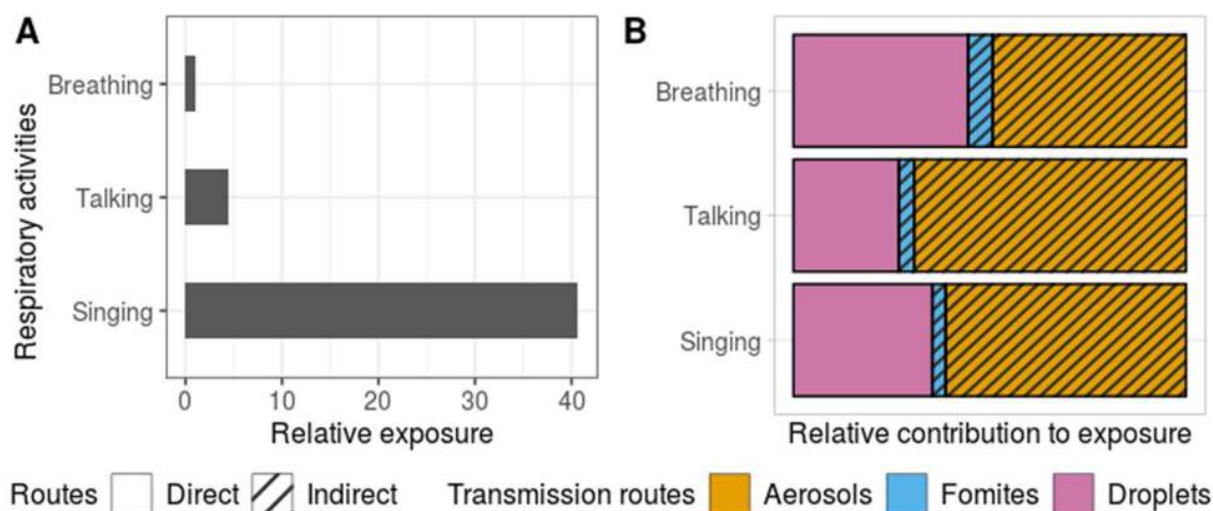 A
Respiratory activities
Breathing
Talking
Singing
0 10 20 30 40
Relative exposure
B
Breathing
Talking
Singing
Relative contribution to exposure
Routes Direct Indirect Transmission routes Aerosols Fomites Droplets